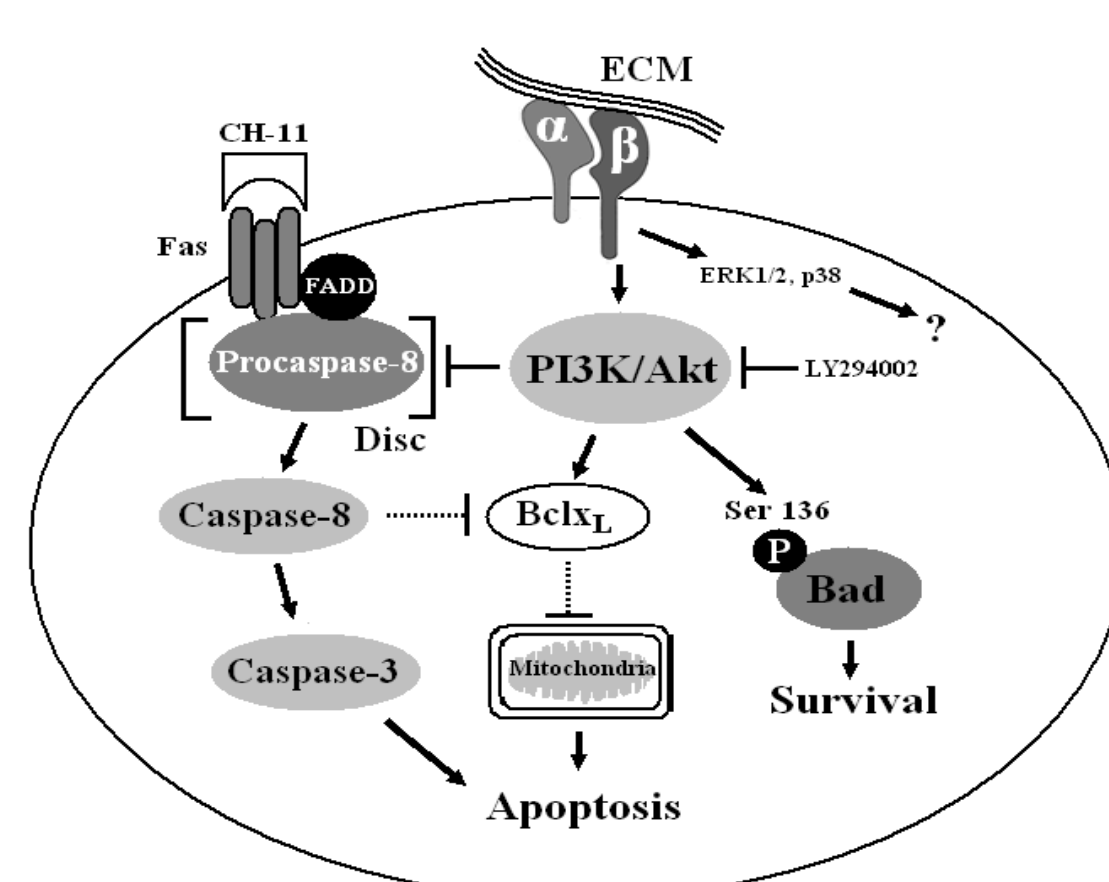 ECM
CH-11
α
β
Fas
FADD
ERK1/2, p38
?
Procaspase-8
PI3K/Akt
LY294002
Disc
Caspase-8
BclxL
Ser 136
P
Bad
Caspase-3
Mitochondria
Survival
Apoptosis